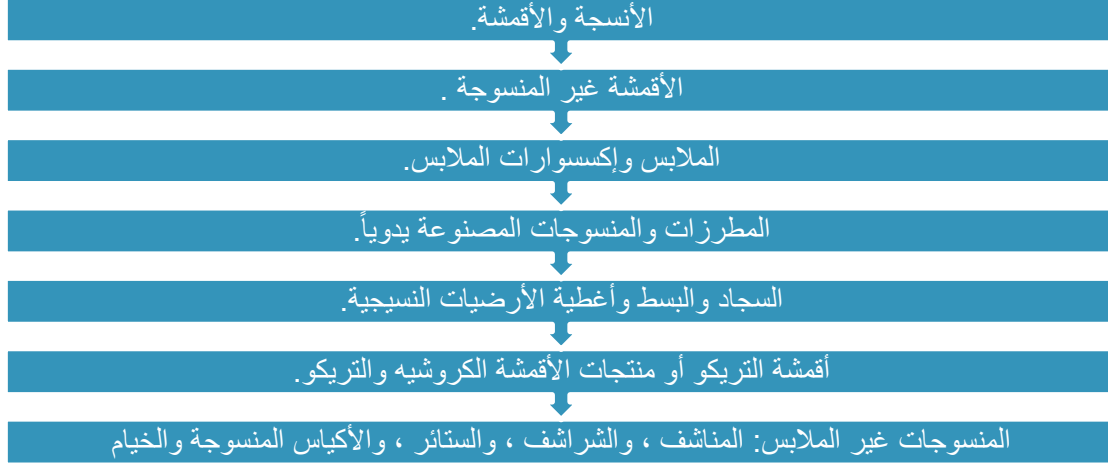 الأنسجة والأقمشة.
الأقمشة غير المنسوجة .
الملابس وإكسسوارات الملابس.
المطرزات والمنسوجات المصنوعة يدوياً.
السجاد والبسط وأغطية الأرضيات النسيجية.
أقمشة التريكو أو منتجات الأقمشة الكروشيه والتريكو.
المنسوجات غير الملابس: المناشف ، والشراشف ، والستائر ، والأكياس المنسوجة والخيام